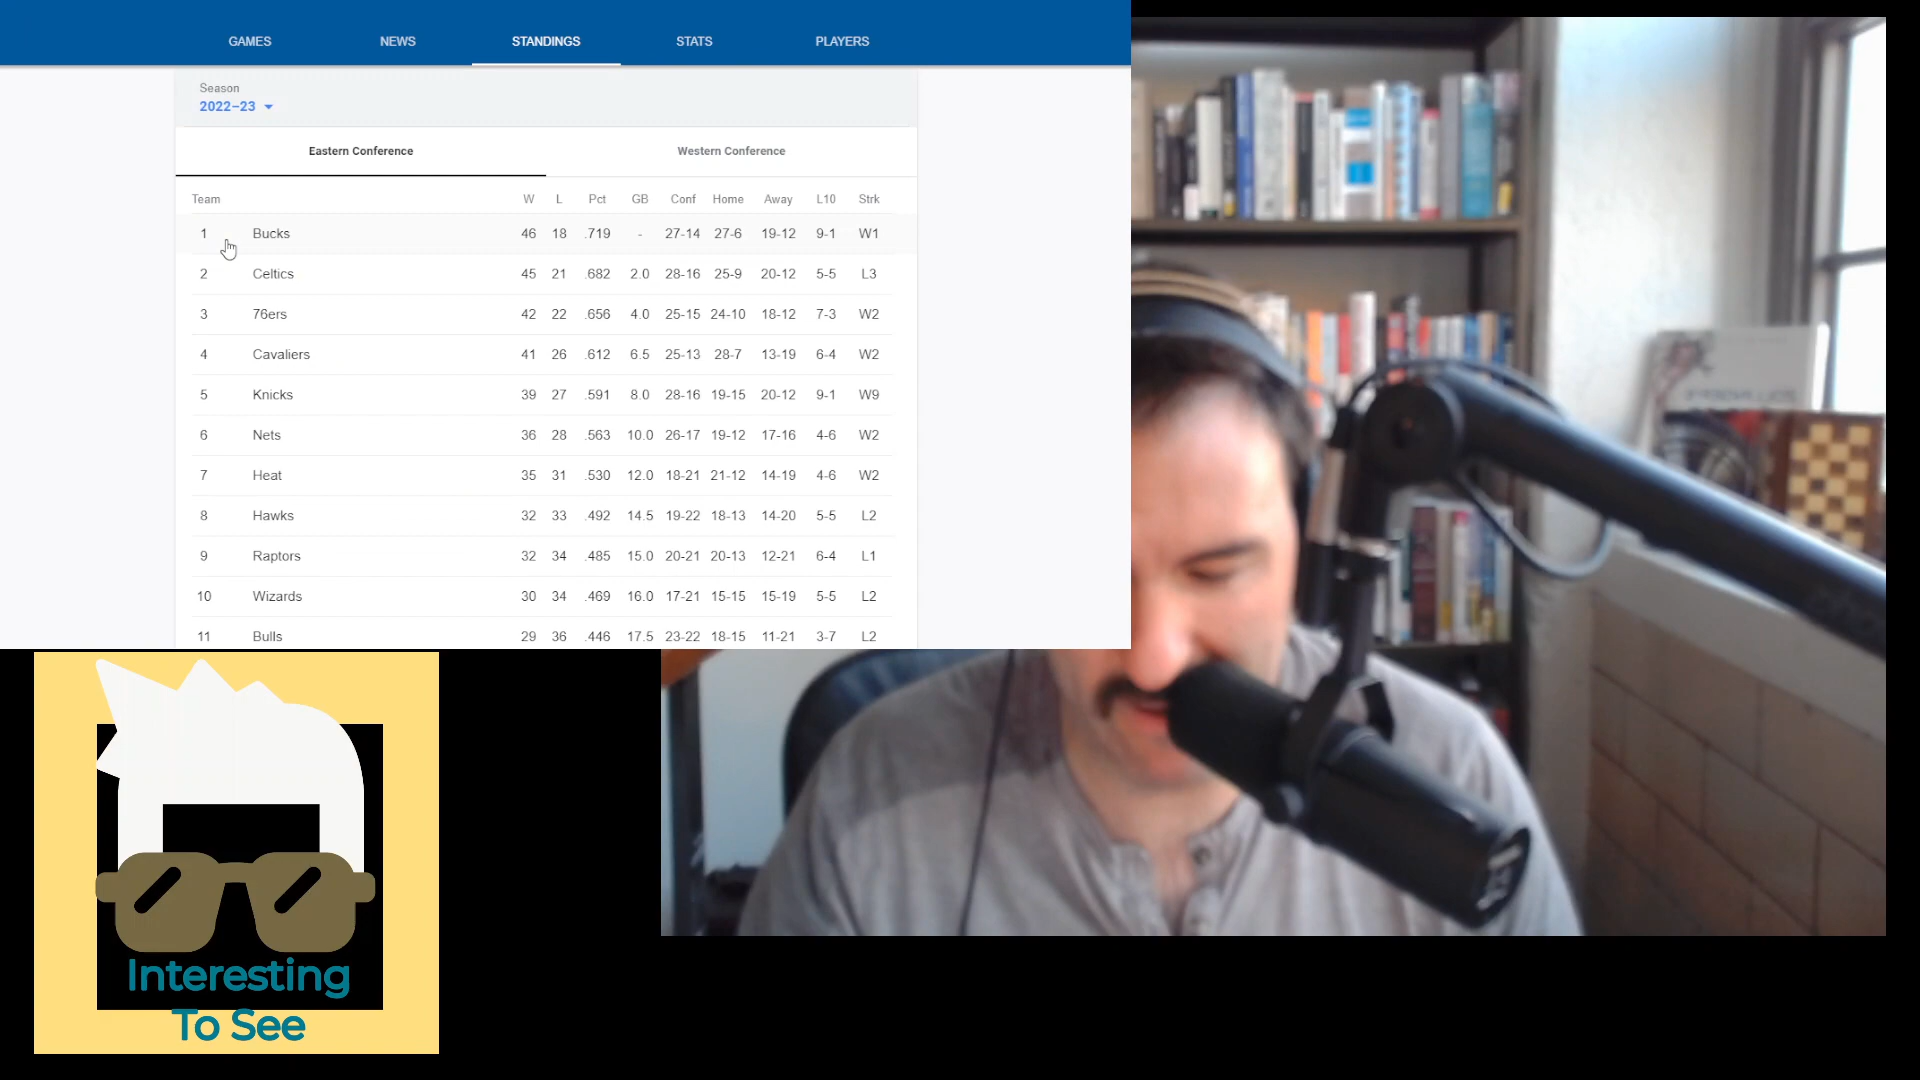 GAMES NEWS STANDINGS STATS PLAYERS
Season
2022–23
Eastern Conference Western Conference
Team W L Pct GB Conf Home Away L10 Strk
1 Bucks 46 18 .719 - 27-14 27-6 19-12 9-1 W1
2 Celtics 45 21 .682 2.0 28-16 25-9 20-12 5-5 L3
3 76ers 42 22 .656 4.0 25-15 24-10 18-12 7-3 W2
4 Cavaliers 41 26 .612 6.5 25-13 28-7 13-19 6-4 W2
5 Knicks 39 27 .591 8.0 28-16 19-15 20-12 9-1 W9
6 Nets 36 28 .563 10.0 26-17 19-12 17-16 4-6 W2
7 Heat 35 31 .530 12.0 18-21 21-12 14-19 4-6 W2
8 Hawks 32 33 .492 14.5 19-22 18-13 14-20 5-5 L2
9 Raptors 32 34 .485 15.0 20-21 20-13 12-21 6-4 L1
10 Wizards 30 34 .469 16.0 17-21 15-15 15-19 5-5 L2
11 Bulls 29 36 .446 17.5 23-22 18-15 11-21 3-7 L2
Interesting
To See